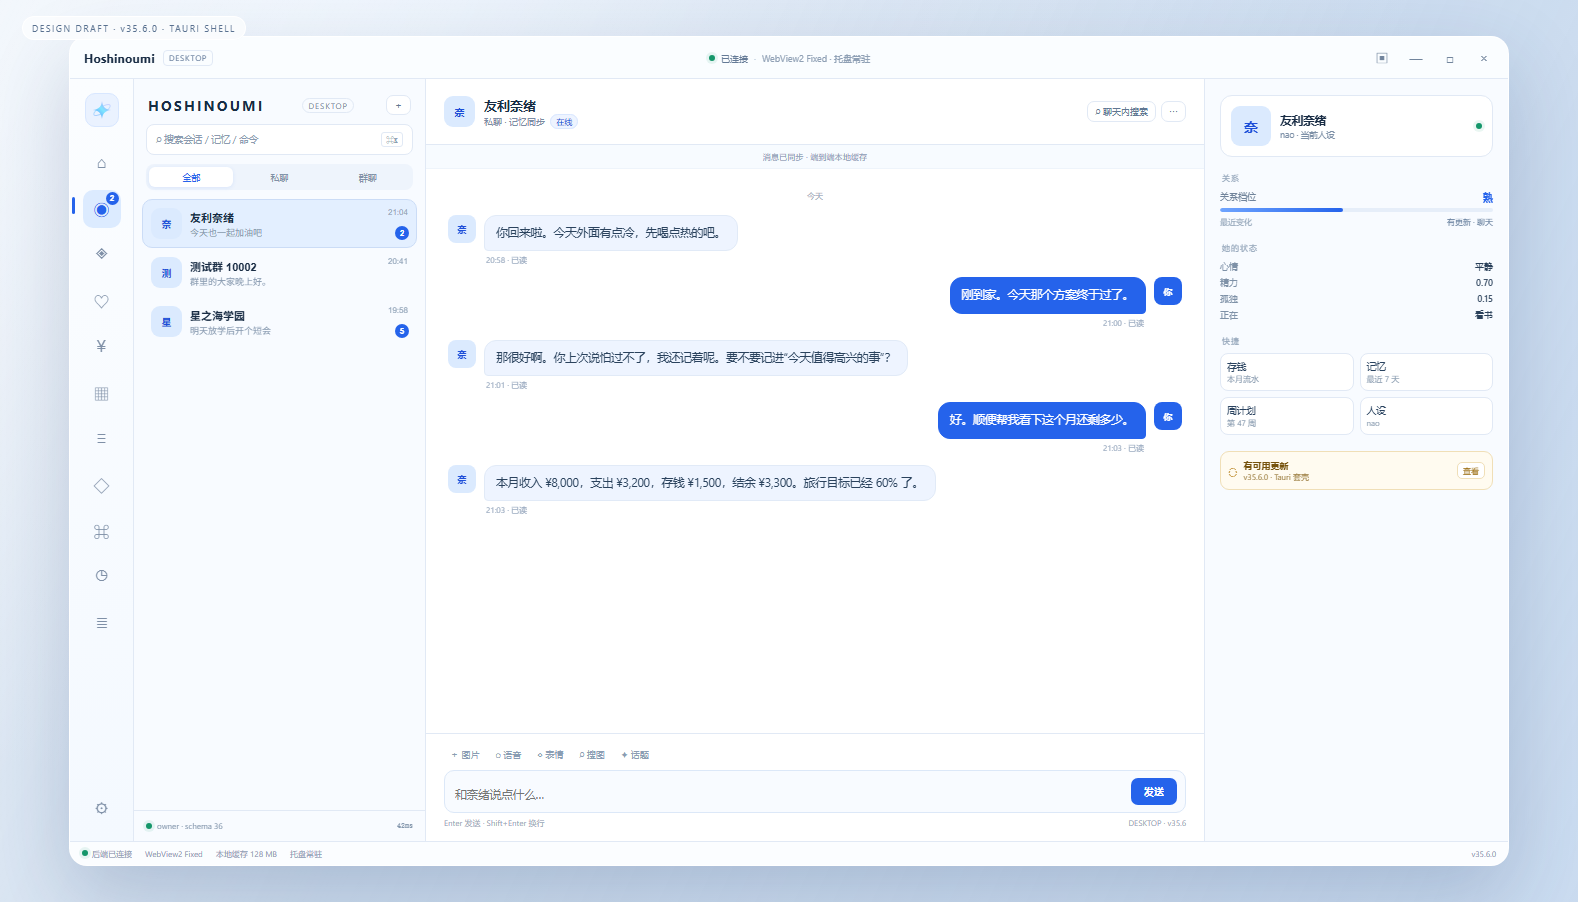 DESIGN DRAFT · v35.6.0 · TAURI SHELL
Hoshinoumi DESKTOP
已连接 · WebView2 Fixed · 托盘常驻
HOSHINOUMI DESKTOP +
搜索会话 / 记忆 / 命令 ⌘K
全部 私聊 群聊
2
奈 友利奈绪 21:04
今天也一起加油吧 2
测 测试群 10002 20:41
群里的大家晚上好。
星 星之海学园 19:58
明天放学后开个短会 5
owner · schema 36 42ms
奈 友利奈绪
私聊 · 记忆同步 在线
聊天内搜索 ···
消息已同步 · 端到端本地缓存
今天
奈 你回来啦。今天外面有点冷，先喝点热的吧。
20:58 · 已读
刚到家。今天那个方案终于过了。 你
21:00 · 已读
奈 那很好啊。你上次说怕过不了，我还记着呢。要不要记进“今天值得高兴的事”？
21:01 · 已读
好。顺便帮我看下这个月还剩多少。 你
21:03 · 已读
奈 本月收入 ¥8,000，支出 ¥3,200，存钱 ¥1,500，结余 ¥3,300。旅行目标已经 60% 了。
21:03 · 已读
+ 图片 语音 表情 搜图 话题
和奈绪说点什么… 发送
Enter 发送 · Shift+Enter 换行 DESKTOP · v35.6
奈 友利奈绪
nao · 当前人设
关系
关系档位 熟
最近变化 有更新 · 聊天
她的状态
心情 平静
精力 0.70
孤独 0.15
正在 看书
快捷
存钱
本月流水
记忆
最近 7 天
周计划
第 47 周
人设
nao
有可用更新
v35.6.0 · Tauri 套壳
查看
后端已连接 WebView2 Fixed 本地缓存 128 MB 托盘常驻 v35.6.0